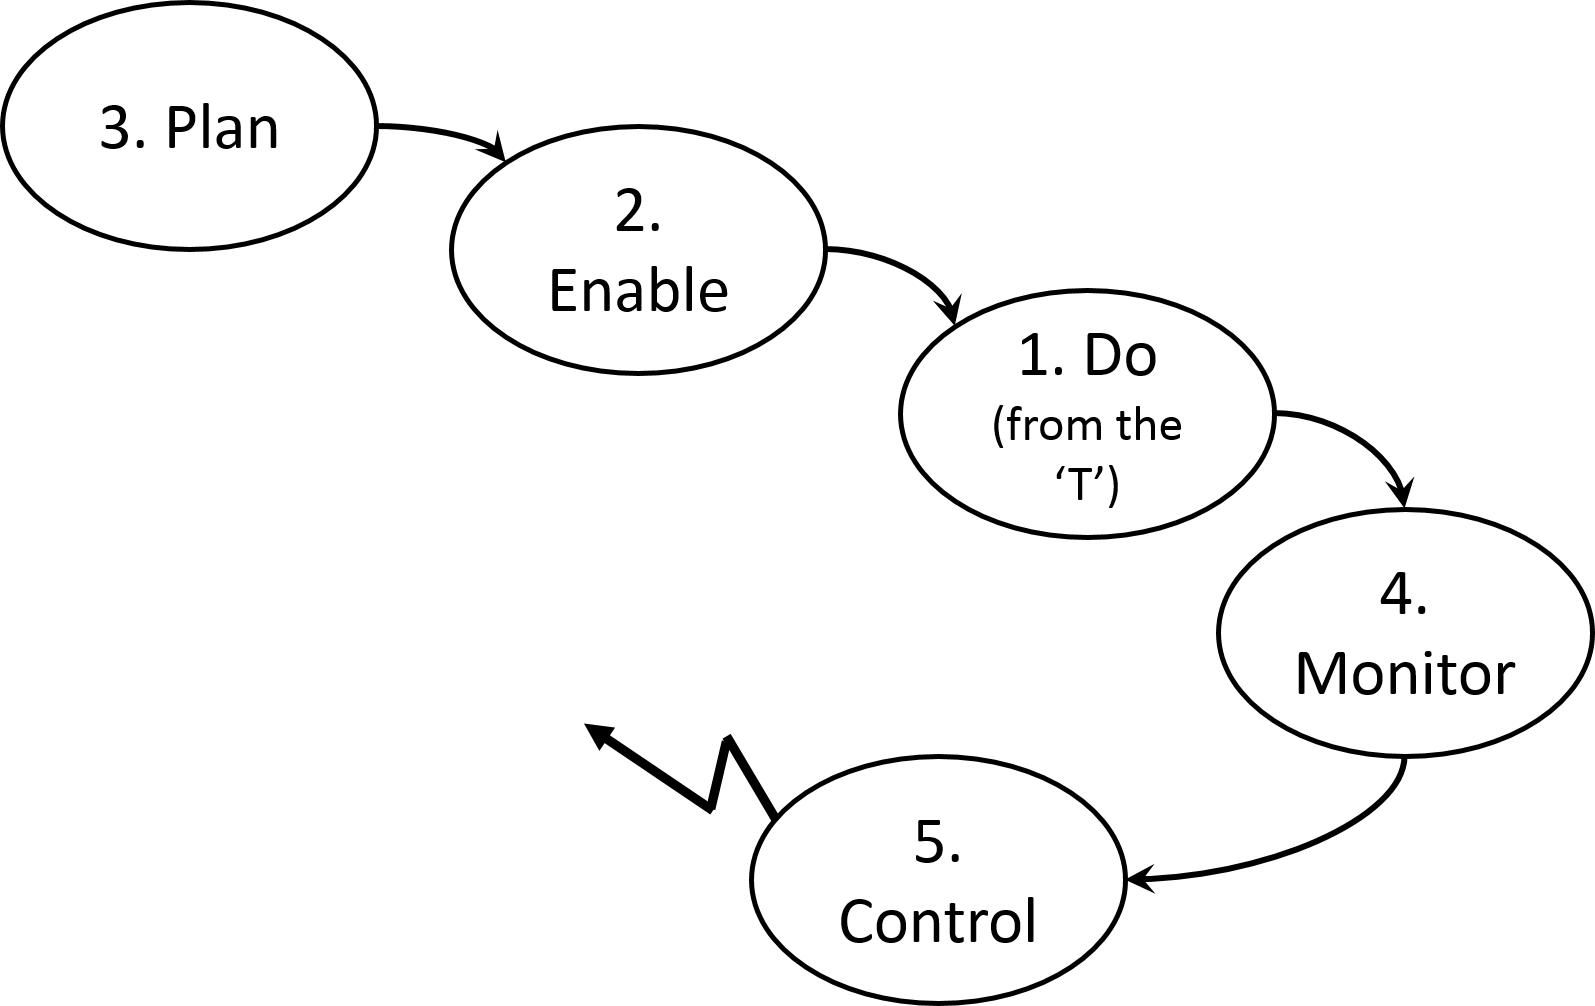 3. Plan
2.
Enable
1. Do
(from the
‘T’)
4.
Monitor
5.
Control